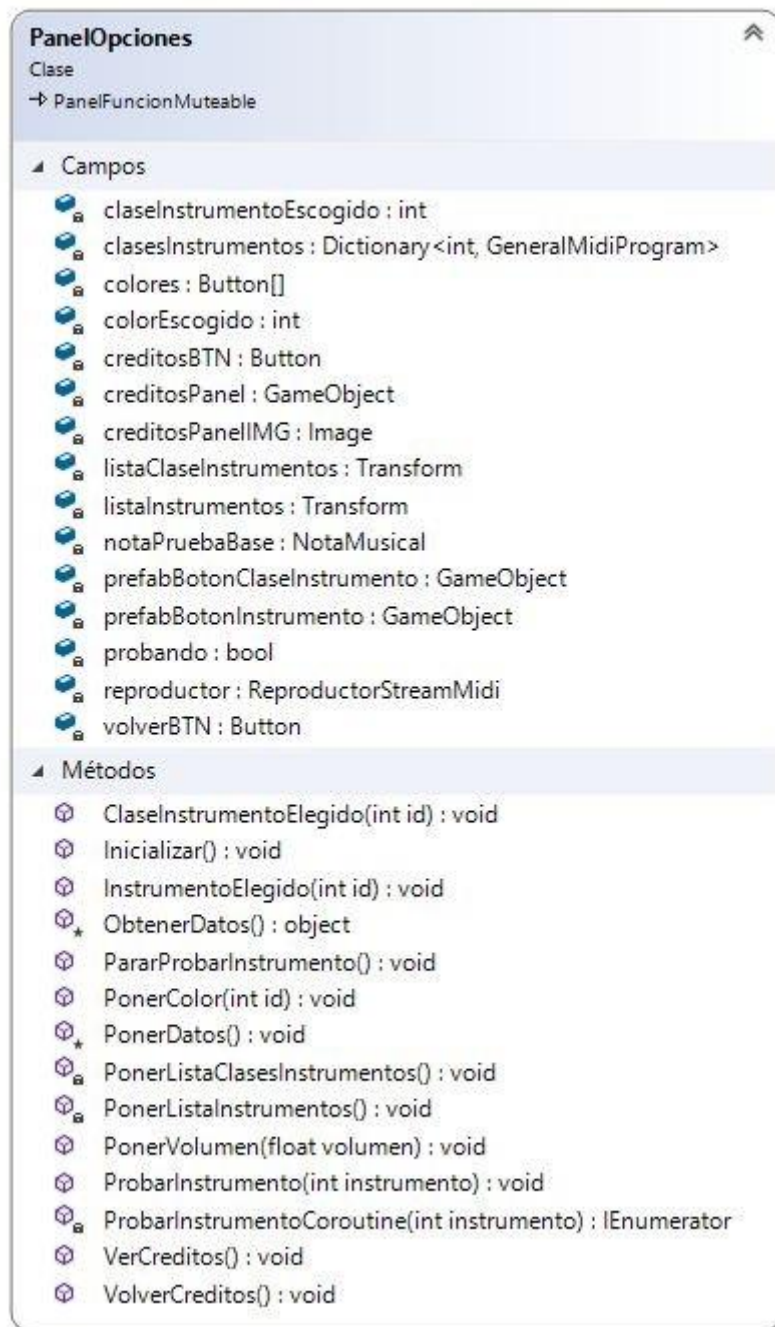 PanelOpciones
Clase
PanelFuncionMuteable
Campos
claseInstrumentoEscogido : int
clasesInstrumentos : Dictionary<int, GeneralMidiProgram>
colores : Button[]
colorEscogido : int
creditosBTN : Button
creditosPanel : GameObject
creditosPanelIMG : Image
listaClaseInstrumentos : Transform
listaInstrumentos : Transform
notaPruebaBase : NotaMusical
prefabBotonClaseInstrumento : GameObject
prefabBotonInstrumento : GameObject
probando : bool
reproductor : ReproductorStreamMidi
volverBTN : Button
Métodos
ClaseInstrumentoElegido(int id) : void
Inicializar() : void
InstrumentoElegido(int id) : void
ObtenerDatos() : object
PararProbarInstrumento() : void
PonerColor(int id) : void
PonerDatos() : void
PonerListaClasesInstrumentos() : void
PonerListaInstrumentos() : void
PonerVolumen(float volumen) : void
ProbarInstrumento(int instrumento) : void
ProbarInstrumentoCoroutine(int instrumento) : IEnumerator
VerCreditos() : void
VolverCreditos() : void